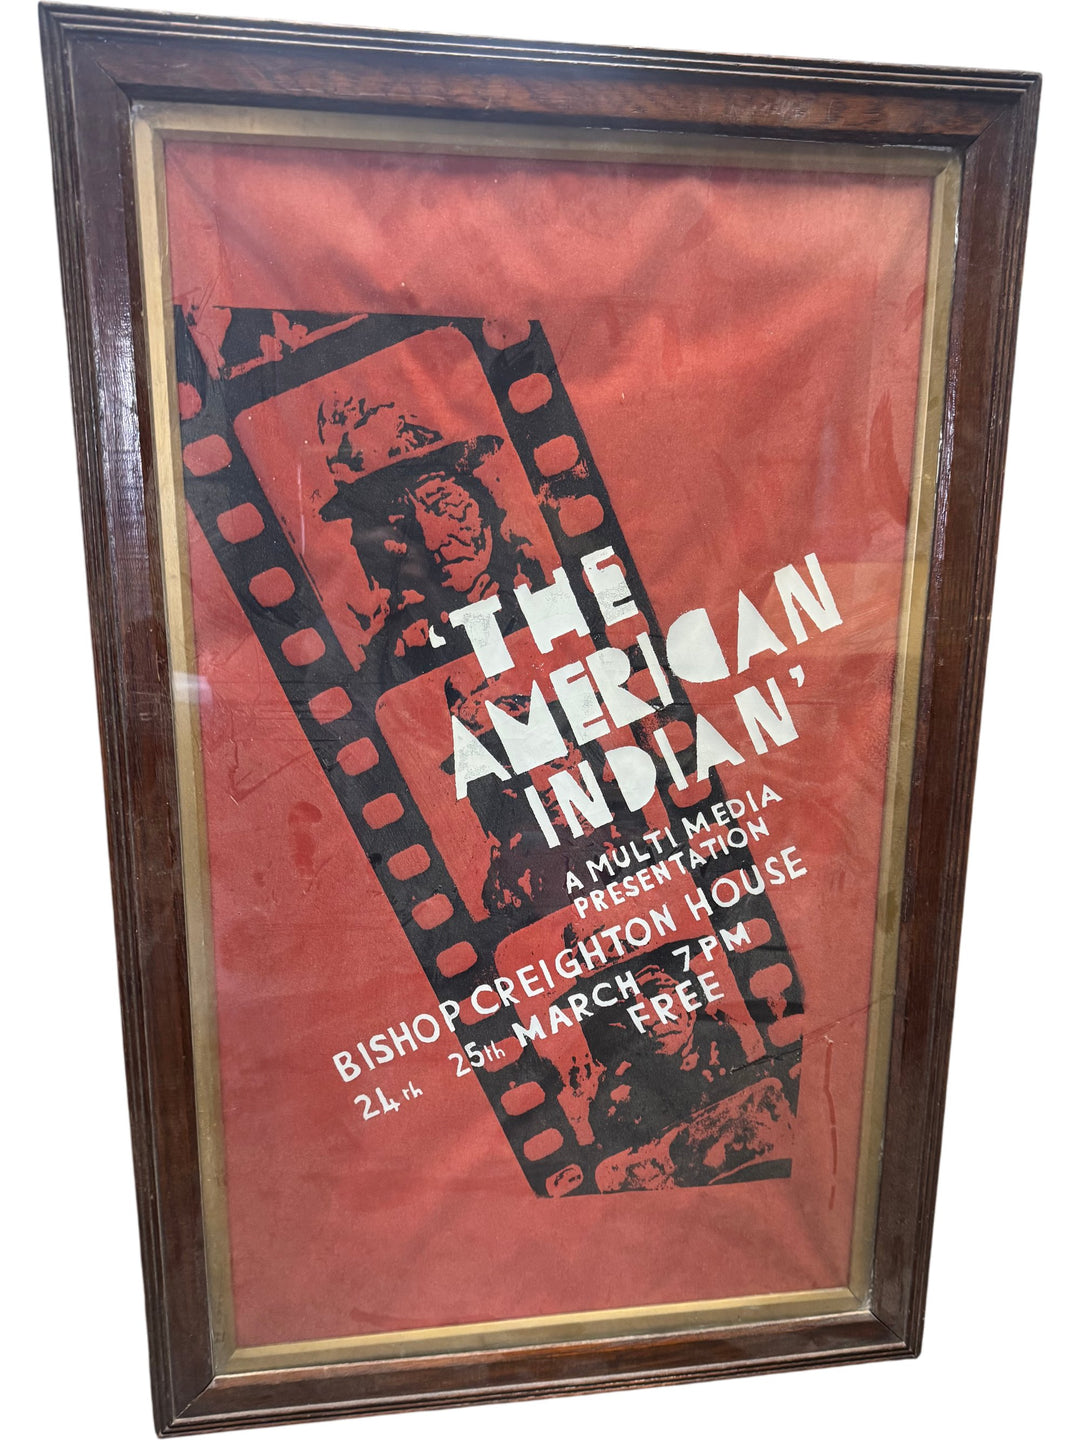 'THE
AMERICAN
INDIAN'
A MULTI MEDIA
PRESENTATION
BISHOP CREIGHTON HOUSE
24th 25th MARCH 7PM
FREE